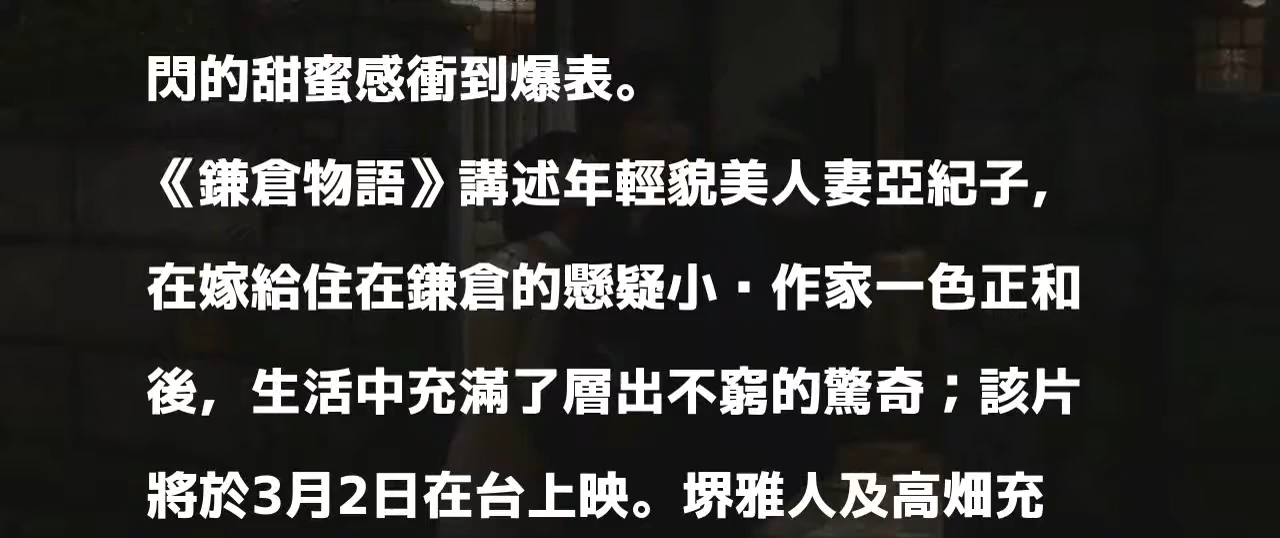 閃的甜蜜感衝到爆表。
《鎌倉物語》講述年輕貌美人妻亞紀子，
在嫁給住在鎌倉的懸疑小·作家一色正和
後，生活中充滿了層出不窮的驚奇；該片
將於3月2日在台上映。堺雅人及高畑充